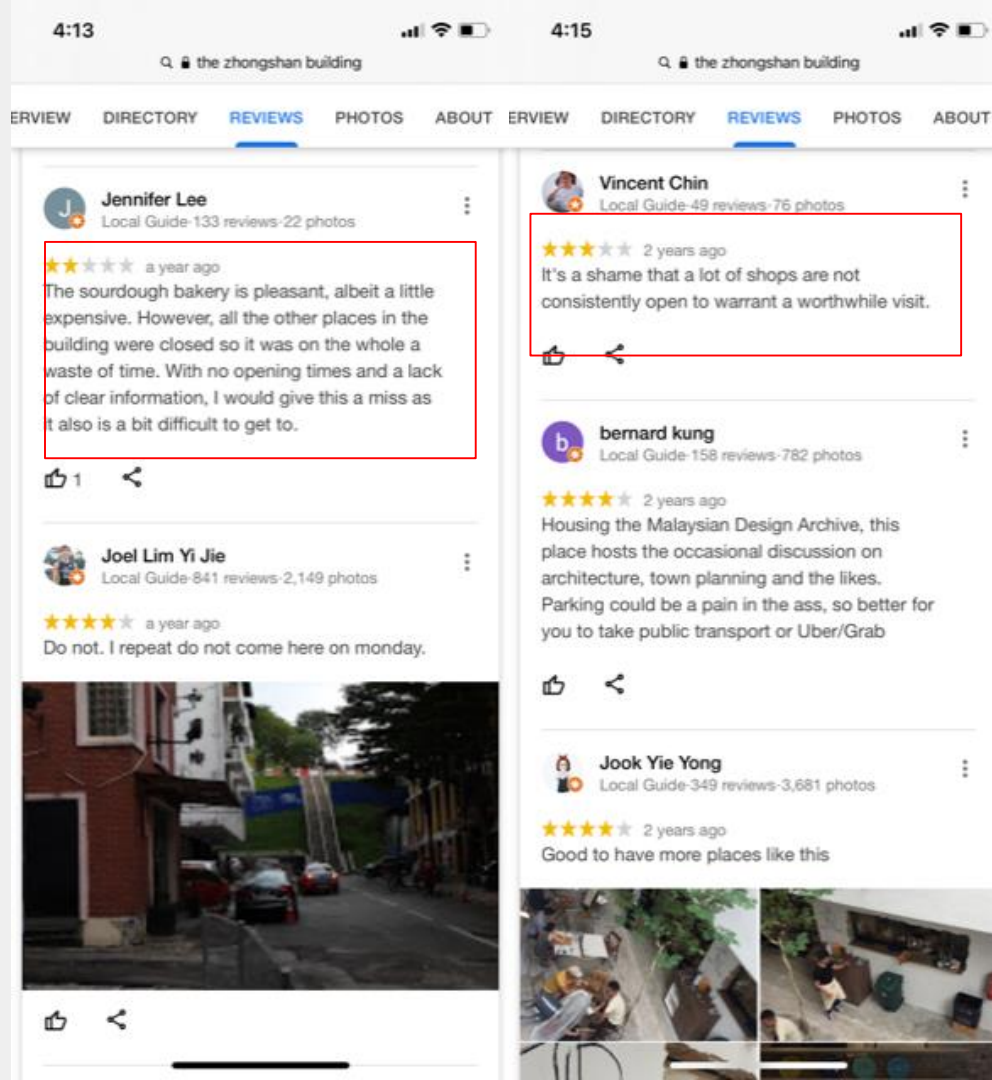 4:13
the zhongshan building
ERVIEW DIRECTORY REVIEWS PHOTOS ABOUT
J
Jennifer Lee
Local Guide·133 reviews·22 photos
a year ago
The sourdough bakery is pleasant, albeit a little
expensive. However, all the other places in the
building were closed so it was on the whole a
waste of time. With no opening times and a lack
of clear information, I would give this a miss as
it also is a bit difficult to get to.
1
Joel Lim Yi Jie
Local Guide·841 reviews·2,149 photos
a year ago
Do not. I repeat do not come here on monday.
4:15
the zhongshan building
ERVIEW DIRECTORY REVIEWS PHOTOS ABOUT
Vincent Chin
Local Guide·49 reviews·76 photos
2 years ago
It's a shame that a lot of shops are not
consistently open to warrant a worthwhile visit.
b
bernard kung
Local Guide·158 reviews·782 photos
2 years ago
Housing the Malaysian Design Archive, this
place hosts the occasional discussion on
architecture, town planning and the likes.
Parking could be a pain in the ass, so better for
you to take public transport or Uber/Grab
Jook Yie Yong
Local Guide·349 reviews·3,681 photos
2 years ago
Good to have more places like this